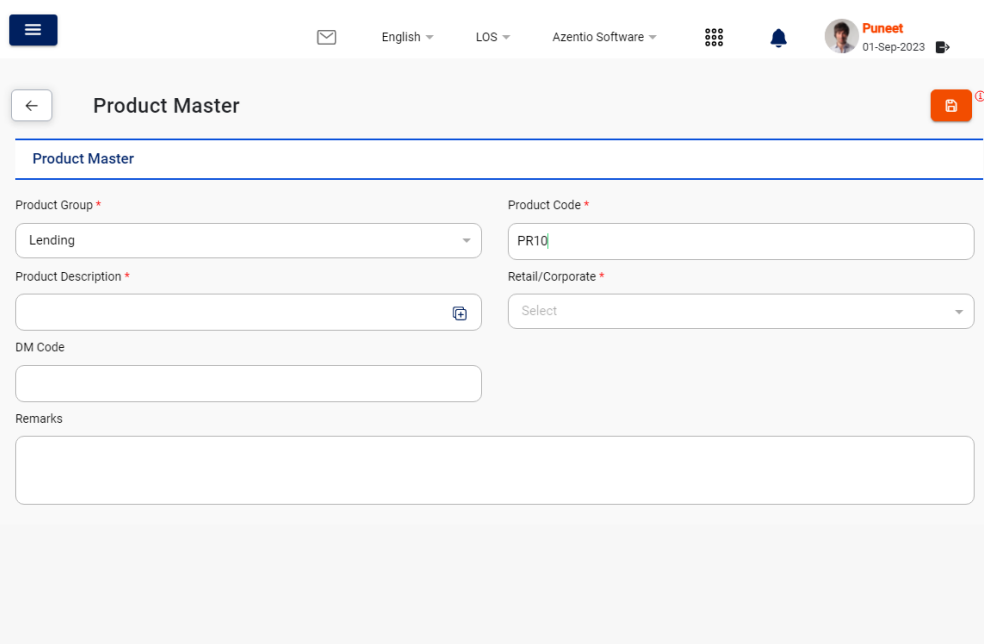 English LOS Azentio Software Puneet
01-Sep-2023
Product Master
Product Master
Product Group * Product Code *
Lending PR10
Product Description * Retail/Corporate *
Select
DM Code
Remarks